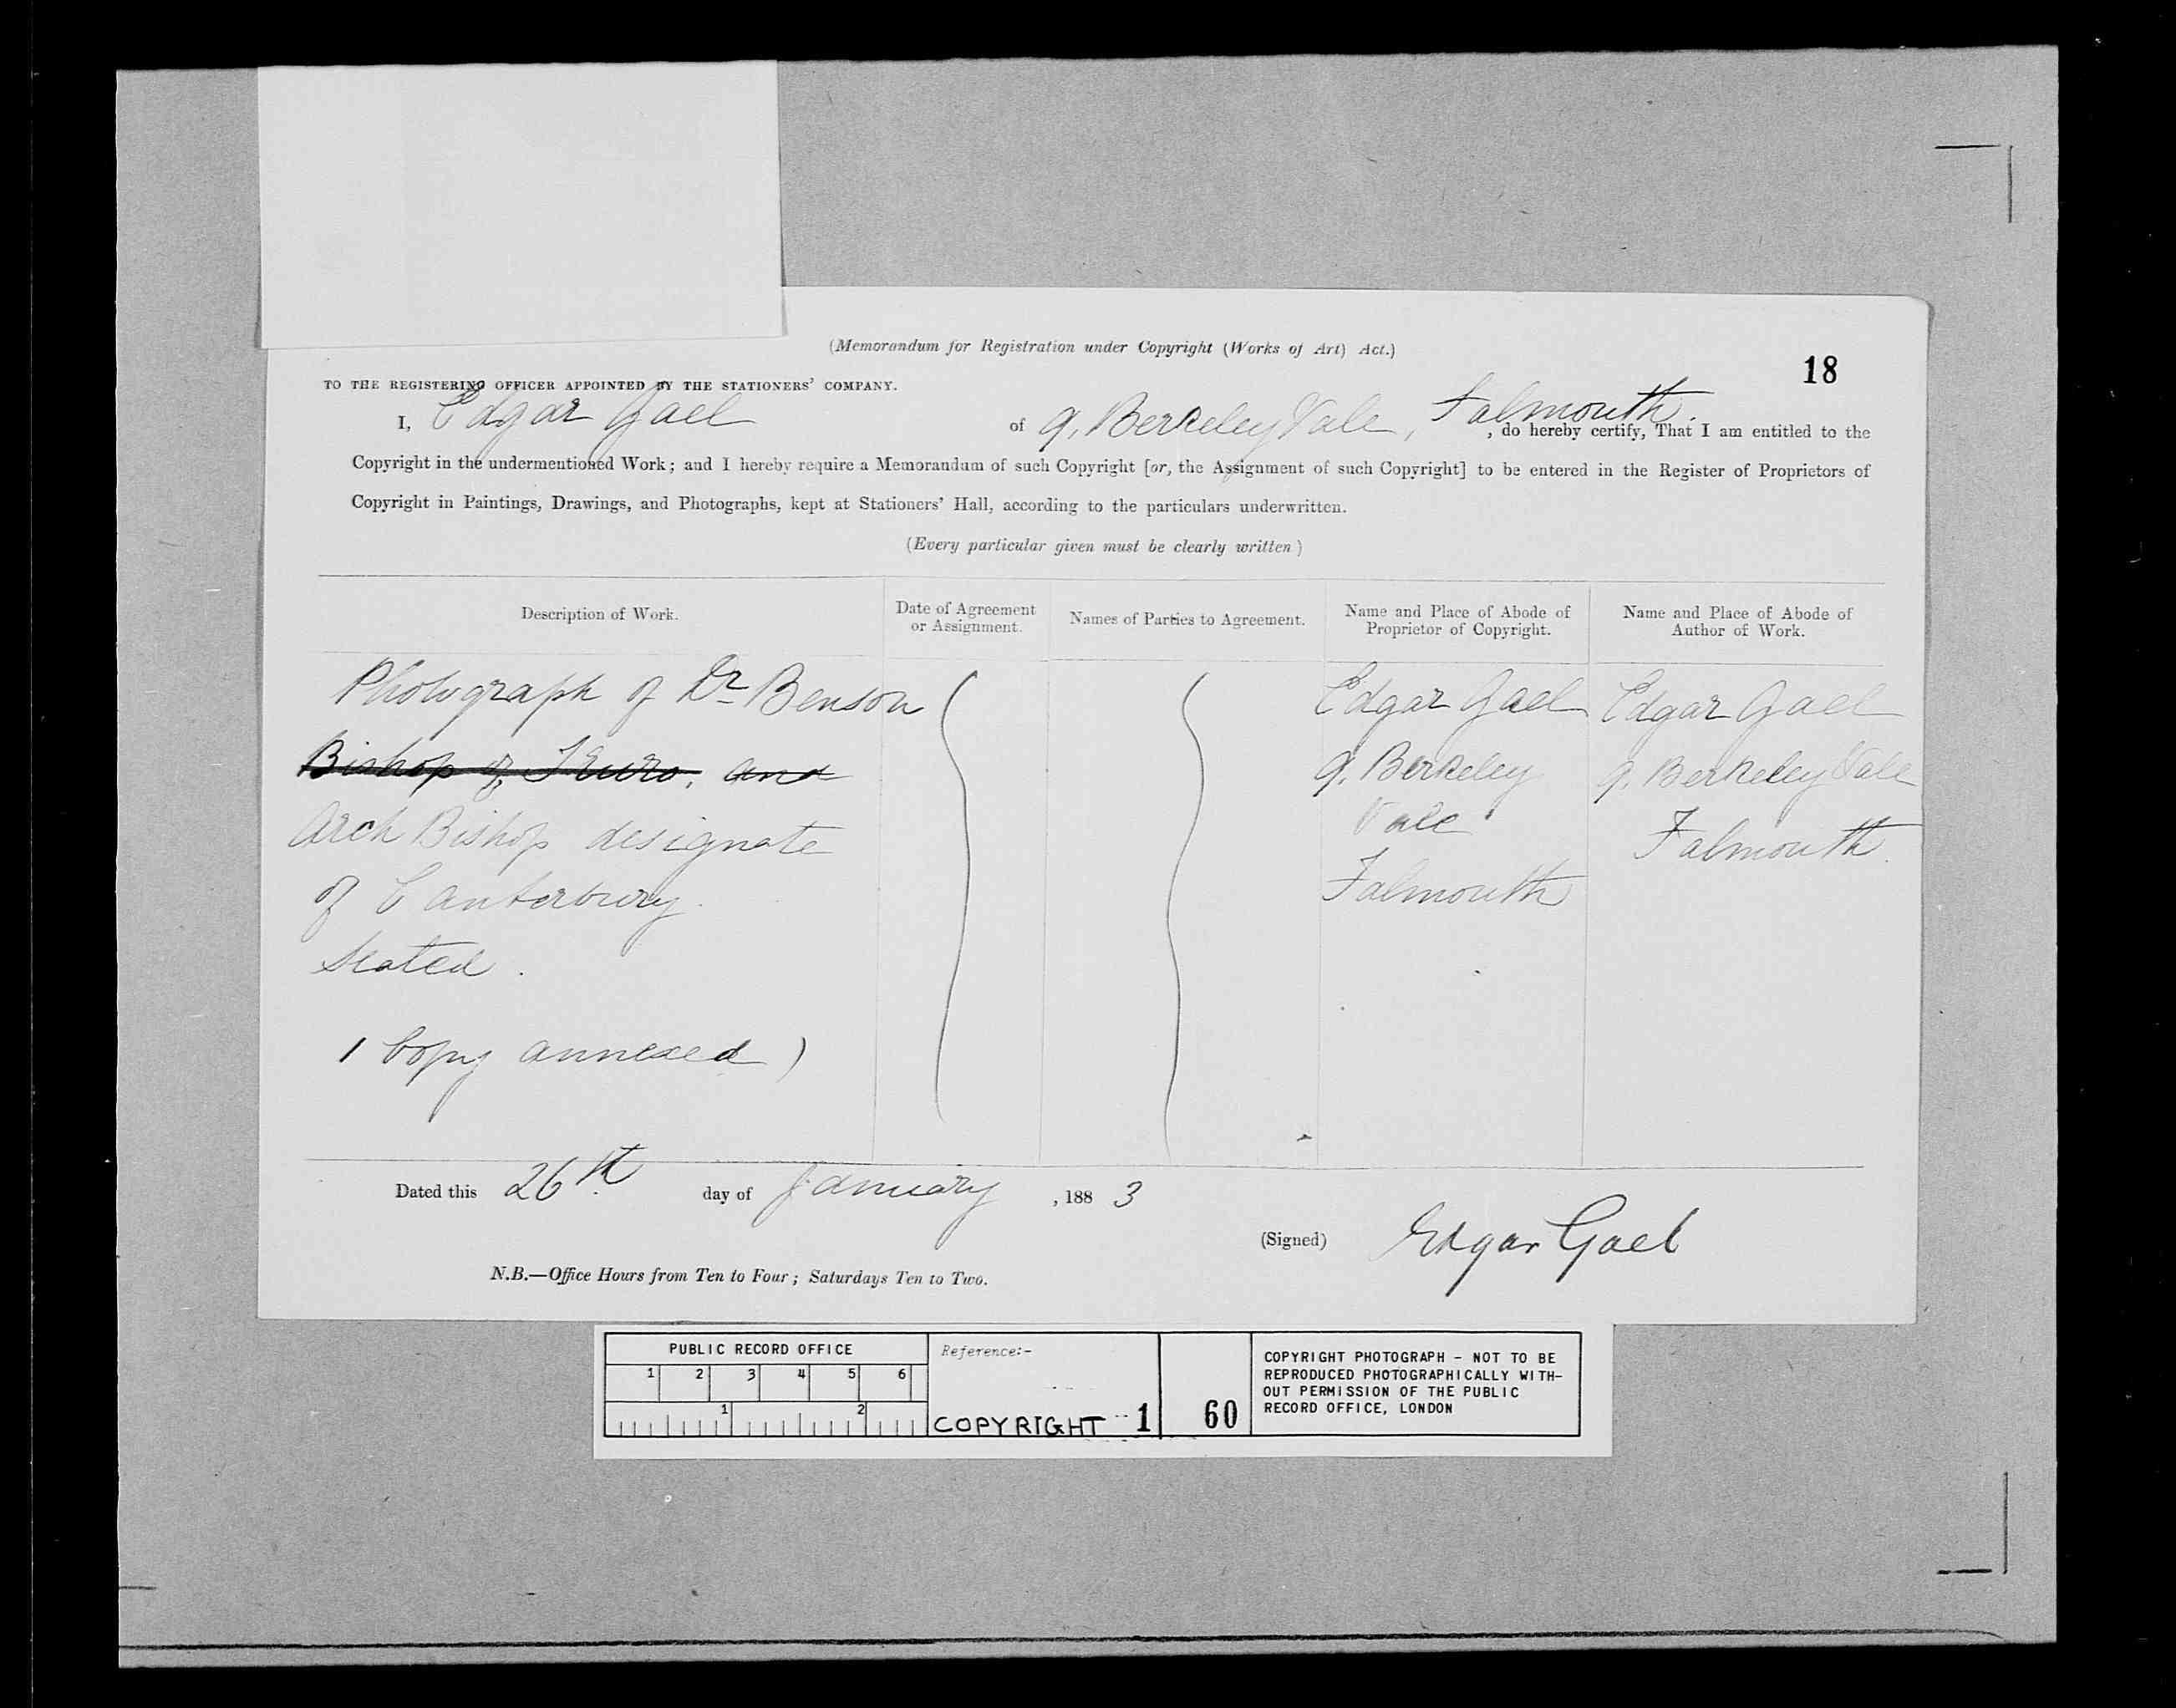 (Memorandum for Registration under Copyright (Works of Art) Act.)
18
TO THE REGISTERING OFFICER APPOINTED BY THE STATIONERS' COMPANY.
I, Edgar Gael of 9, Berkeley Vale, Falmouth. , do hereby certify, That I am entitled to the
Copyright in the undermentioned Work; and I hereby require a Memorandum of such Copyright [or, the Assignment of such Copyright] to be entered in the Register of Proprietors of
Copyright in Paintings, Drawings, and Photographs, kept at Stationers' Hall, according to the particulars underwritten.
(Every particular given must be clearly written)
Description of Work.
Photograph of Dr Benson
Bishop of Truro, and
Arch Bishop designate
of Canterbury.
Seated.
1 Copy annexed)
Date of Agreement
or Assignment.
Names of Parties to Agreement.
Name and Place of Abode of
Proprietor of Copyright.
Edgar Gael
9, Berkeley
Vale
Falmouth
Name and Place of Abode of
Author of Work.
Edgar Gael
9, Berkeley Vale
Falmouth.
Dated this 26th day of January, 1883
(Signed) Edgar Gael
N.B.—Office Hours from Ten to Four; Saturdays Ten to Two.
PUBLIC RECORD OFFICE
1 2 3 4 5 6
1 2
Reference:-
COPYRIGHT 1 60
COPYRIGHT PHOTOGRAPH - NOT TO BE
REPRODUCED PHOTOGRAPHICALLY WITH-
OUT PERMISSION OF THE PUBLIC
RECORD OFFICE, LONDON